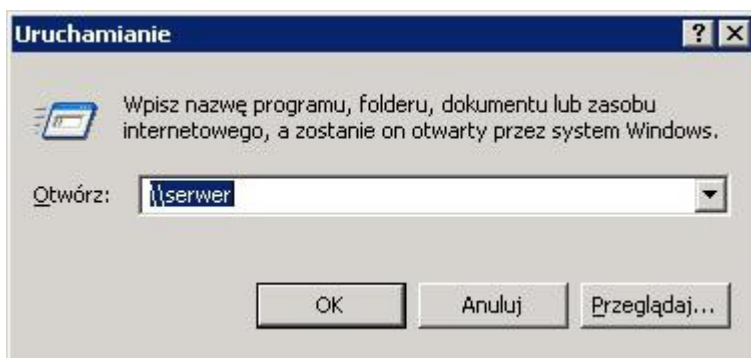 Uruchamianie
Wpisz nazwę programu, folderu, dokumentu lub zasobu
internetowego, a zostanie on otwarty przez system Windows.
Otwórz: \\serwer
OK Anuluj Przeglądaj...